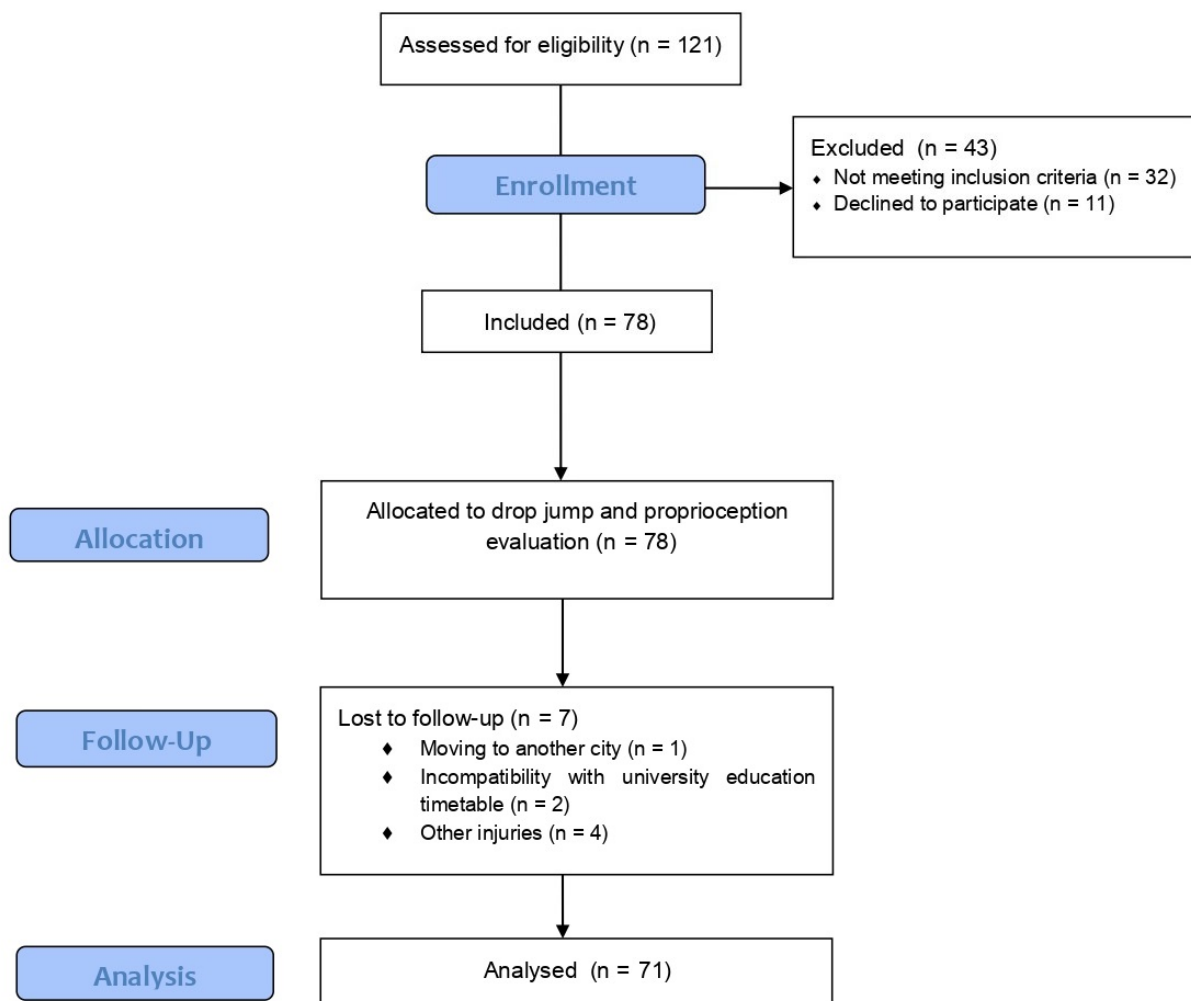 Assessed for eligibility (n = 121)
Enrollment
Excluded (n = 43)
⬧ Not meeting inclusion criteria (n = 32)
⬧ Declined to participate (n = 11)
Included (n = 78)
Allocation
Allocated to drop jump and proprioception
evaluation (n = 78)
Follow-Up
Lost to follow-up (n = 7)
♦ Moving to another city (n = 1)
♦ Incompatibility with university education
timetable (n = 2)
♦ Other injuries (n = 4)
Analysis
Analysed (n = 71)